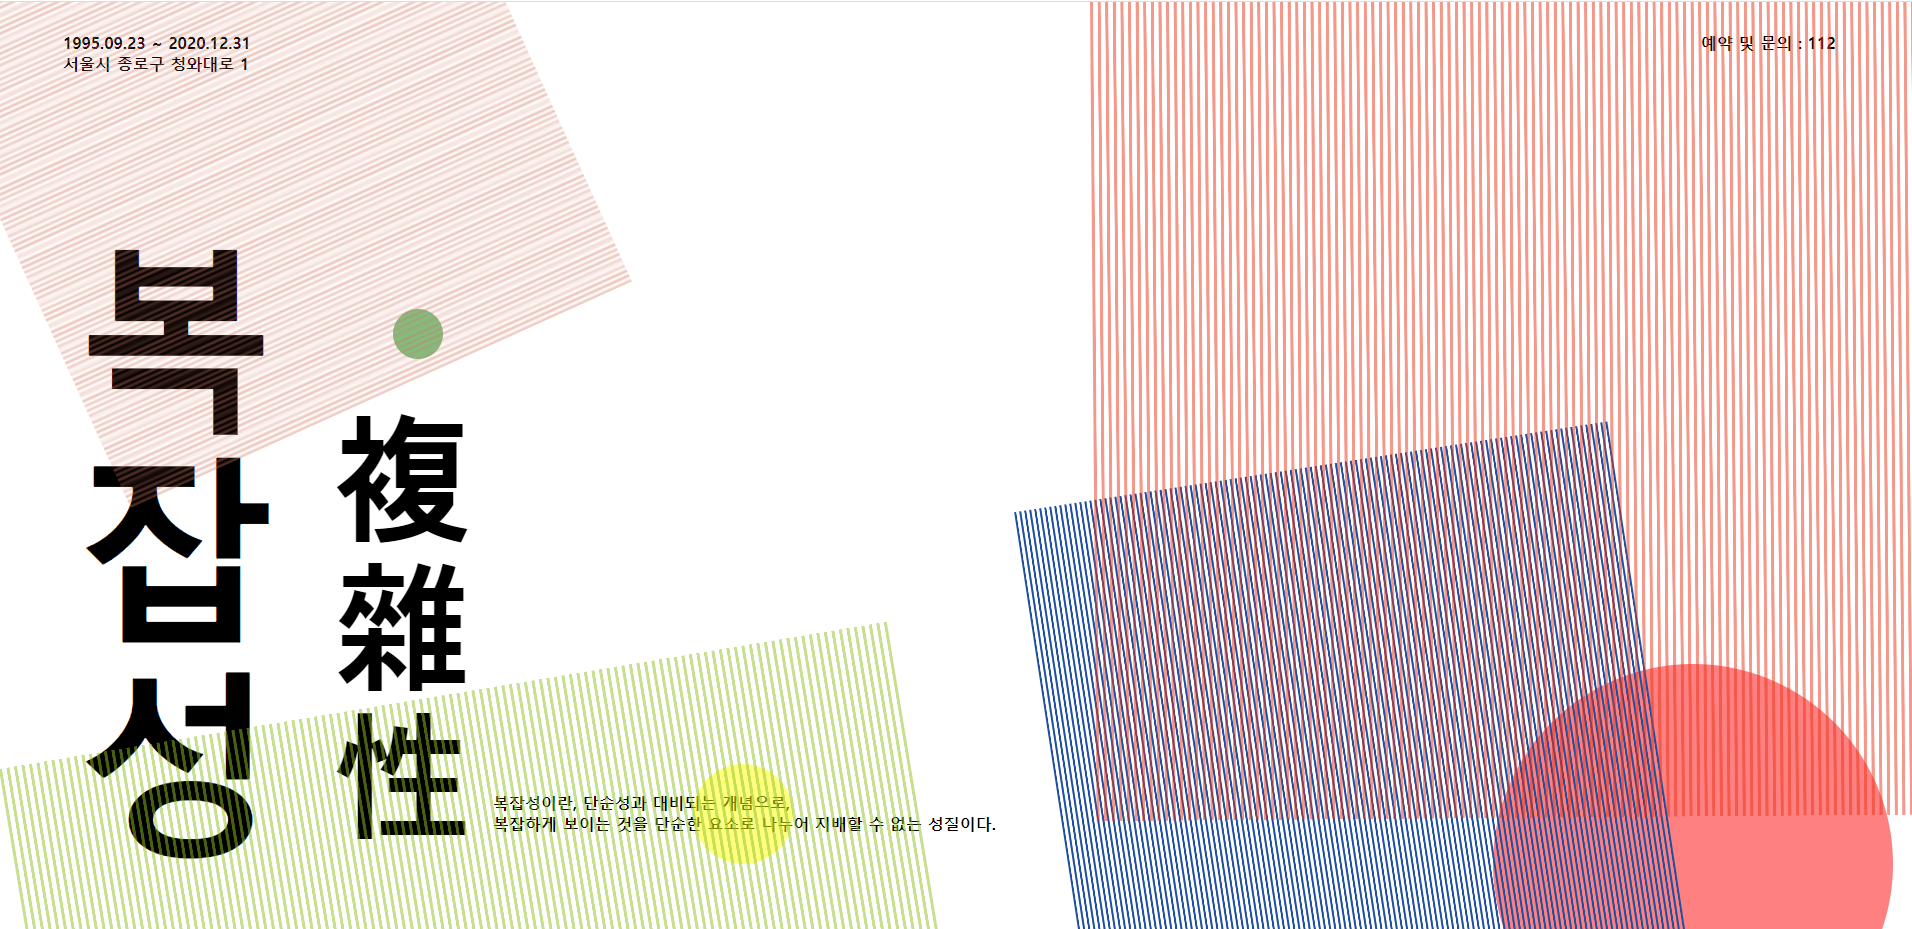 1995.09.23 ~ 2020.12.31
서울시 종로구 청와대로 1
예약 및 문의 : 112
복잡성
複雜性
복잡성이란, 단순성과 대비되는 개념으로,
복잡하게 보이는 것을 단순한 요소로 나누어 지배할 수 없는 성질이다.